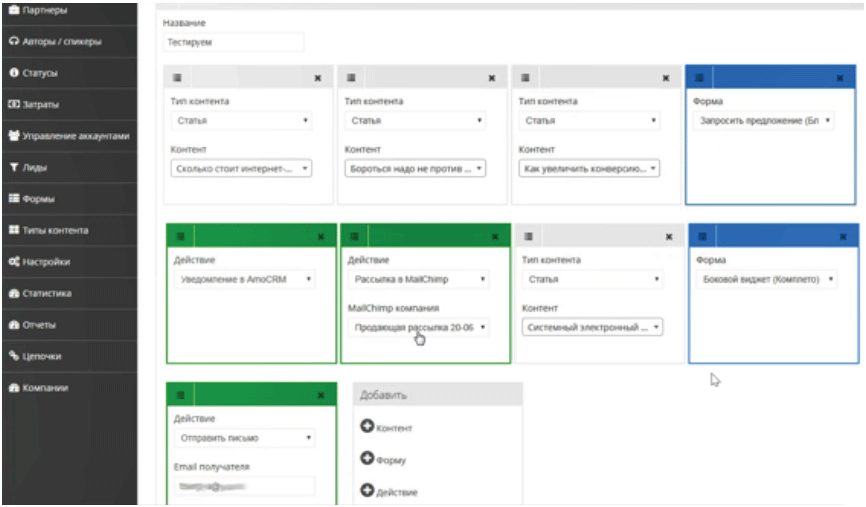 Партнеры
Авторы / спикеры
Статусы
Затраты
Управление аккаунтами
Лиды
Формы
Типы контента
Настройки
Статистика
Отчеты
Цепочки
Компании
Название
Тестируем
Тип контента
Статья
Контент
Сколько стоит интернет-...
Тип контента
Статья
Контент
Бороться надо не против ...
Тип контента
Статья
Контент
Как увеличить конверсию...
Форма
Запросить предложение (Бл
Действие
Уведомление в AmoCRM
Действие
Рассылка в MailChimp
MailChimp компания
Продающая рассылка 20-06
Тип контента
Статья
Контент
Системный электронный ...
Форма
Боковой виджет (Комплето)
Действие
Отправить письмо
Email получателя
Добавить
Контент
Форму
Действие